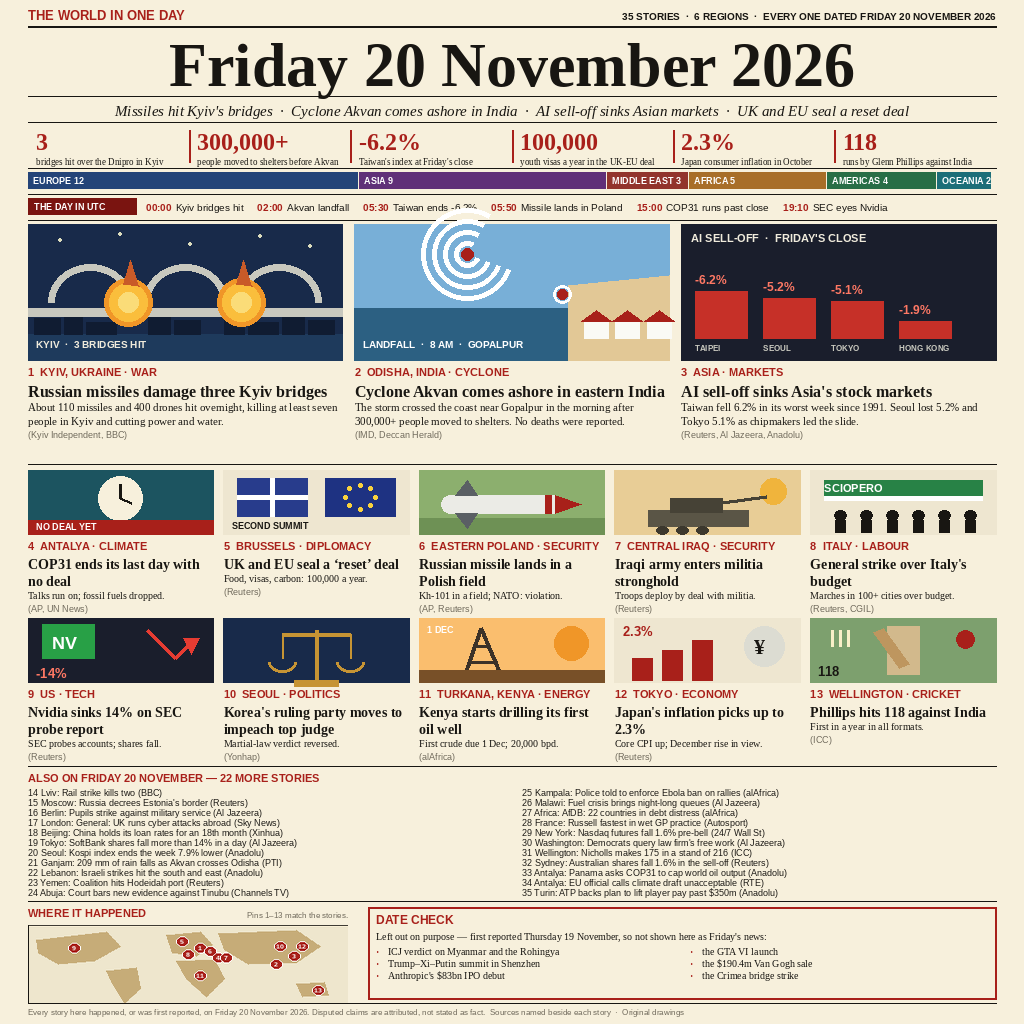 THE WORLD IN ONE DAY
35 STORIES · 6 REGIONS · EVERY ONE DATED FRIDAY 20 NOVEMBER 2026
Friday 20 November 2026
Missiles hit Kyiv's bridges · Cyclone Akvan comes ashore in India · AI sell-off sinks Asian markets · UK and EU seal a reset deal
3
bridges hit over the Dnipro in Kyiv
300,000+
people moved to shelters before Akvan
-6.2%
Taiwan's index at Friday's close
100,000
youth visas a year in the UK-EU deal
2.3%
Japan consumer inflation in October
118
runs by Glenn Phillips against India
EUROPE 12
ASIA 9
MIDDLE EAST 3
AFRICA 5
AMERICAS 4
OCEANIA 2
THE DAY IN UTC
00:00 Kyiv bridges hit
02:00 Akvan landfall
05:30 Taiwan ends -6.2%
05:50 Missile lands in Poland
15:00 COP31 runs past close
19:10 SEC eyes Nvidia
KYIV · 3 BRIDGES HIT
LANDFALL · 8 AM · GOPALPUR
AI SELL-OFF · FRIDAY'S CLOSE
-6.2%
-5.2%
-5.1%
-1.9%
TAIPEI
SEOUL
TOKYO
HONG KONG
1 KYIV, UKRAINE · WAR
Russian missiles damage three Kyiv bridges
About 110 missiles and 400 drones hit overnight, killing at least seven
people in Kyiv and cutting power and water.
(Kyiv Independent, BBC)
2 ODISHA, INDIA · CYCLONE
Cyclone Akvan comes ashore in eastern India
The storm crossed the coast near Gopalpur in the morning after
300,000+ people moved to shelters. No deaths were reported.
(IMD, Deccan Herald)
3 ASIA · MARKETS
AI sell-off sinks Asia's stock markets
Taiwan fell 6.2% in its worst week since 1991. Seoul lost 5.2% and
Tokyo 5.1% as chipmakers led the slide.
(Reuters, Al Jazeera, Anadolu)
NO DEAL YET
4 ANTALYA · CLIMATE
COP31 ends its last day with
no deal
Talks run on; fossil fuels dropped.
(AP, UN News)
SECOND SUMMIT
5 BRUSSELS · DIPLOMACY
UK and EU seal a ‘reset’ deal
Food, visas, carbon: 100,000 a year.
(Reuters)
6 EASTERN POLAND · SECURITY
Russian missile lands in a
Polish field
Kh-101 in a field; NATO: violation.
(AP, Reuters)
7 CENTRAL IRAQ · SECURITY
Iraqi army enters militia
stronghold
Troops deploy by deal with militia.
(Reuters)
SCIOPERO
8 ITALY · LABOUR
General strike over Italy's
budget
Marches in 100+ cities over budget.
(Reuters, CGIL)
NV
-14%
9 US · TECH
Nvidia sinks 14% on SEC
probe report
SEC probes accounts; shares fall.
(Reuters)
10 SEOUL · POLITICS
Korea's ruling party moves to
impeach top judge
Martial-law verdict reversed.
(Yonhap)
1 DEC
11 TURKANA, KENYA · ENERGY
Kenya starts drilling its first
oil well
First crude due 1 Dec; 20,000 bpd.
(alAfrica)
2.3%
¥
12 TOKYO · ECONOMY
Japan's inflation picks up to
2.3%
Core CPI up; December rise in view.
(Reuters)
118
13 WELLINGTON · CRICKET
Phillips hits 118 against India
First in a year in all formats.
(ICC)
ALSO ON FRIDAY 20 NOVEMBER — 22 MORE STORIES
14 Lviv: Rail strike kills two (BBC)
15 Moscow: Russia decrees Estonia's border (Reuters)
16 Berlin: Pupils strike against military service (Al Jazeera)
17 London: General: UK runs cyber attacks abroad (Sky News)
18 Beijing: China holds its loan rates for an 18th month (Xinhua)
19 Tokyo: SoftBank shares fall more than 14% in a day (Al Jazeera)
20 Seoul: Kospi index ends the week 7.9% lower (Anadolu)
21 Ganjam: 209 mm of rain falls as Akvan crosses Odisha (PTI)
22 Lebanon: Israeli strikes hit the south and east (Anadolu)
23 Yemen: Coalition hits Hodeidah port (Reuters)
24 Abuja: Court bars new evidence against Tinubu (Channels TV)
25 Kampala: Police told to enforce Ebola ban on rallies (alAfrica)
26 Malawi: Fuel crisis brings night-long queues (Al Jazeera)
27 Africa: AfDB: 22 countries in debt distress (alAfrica)
28 France: Russell fastest in wet GP practice (Autosport)
29 New York: Nasdaq futures fall 1.6% pre-bell (24/7 Wall St)
30 Washington: Democrats query law firm's free work (Al Jazeera)
31 Wellington: Nicholls makes 175 in a stand of 216 (ICC)
32 Sydney: Australian shares fall 1.6% in the sell-off (Reuters)
33 Antalya: Panama asks COP31 to cap world oil output (Anadolu)
34 Antalya: EU official calls climate draft unacceptable (RTE)
35 Turin: ATP backs plan to lift player pay past $350m (Anadolu)
WHERE IT HAPPENED
Pins 1–13 match the stories.
9
5
8
1
6
4
7
11
10
12
3
2
13
DATE CHECK
Left out on purpose — first reported Thursday 19 November, so not shown here as Friday's news:
· ICJ verdict on Myanmar and the Rohingya
· Trump–Xi–Putin summit in Shenzhen
· Anthropic's $83bn IPO debut
· the GTA VI launch
· the $190.4m Van Gogh sale
· the Crimea bridge strike
Every story here happened, or was first reported, on Friday 20 November 2026. Disputed claims are attributed, not stated as fact. Sources named beside each story · Original drawings